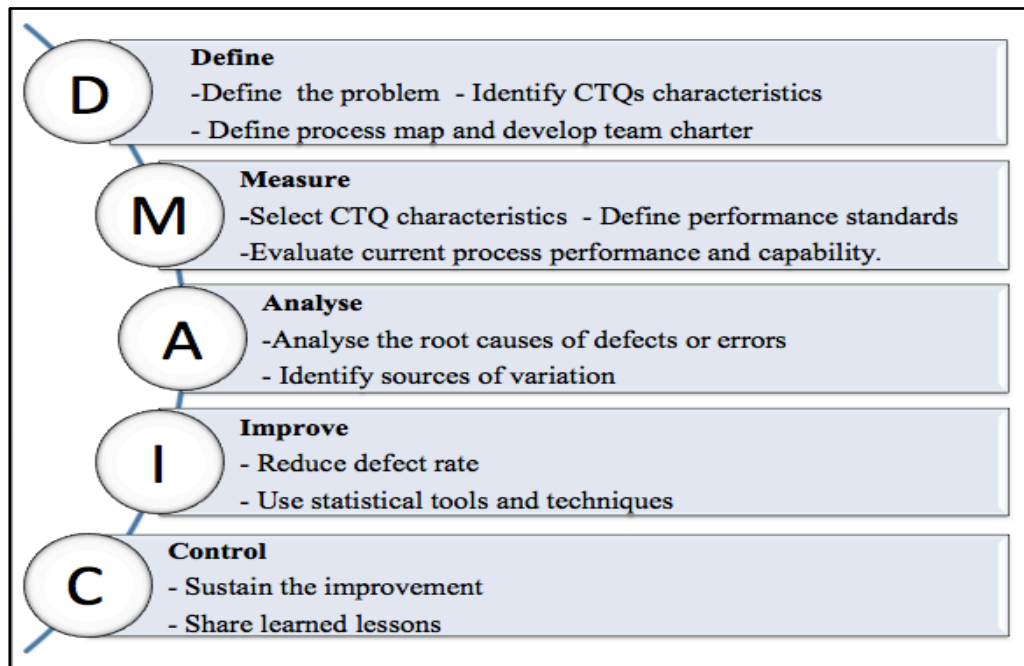 D
Define
-Define the problem - Identify CTQs characteristics
- Define process map and develop team charter
M
Measure
-Select CTQ characteristics - Define performance standards
-Evaluate current process performance and capability.
A
Analyse
-Analyse the root causes of defects or errors
- Identify sources of variation
I
Improve
- Reduce defect rate
- Use statistical tools and techniques
C
Control
- Sustain the improvement
- Share learned lessons